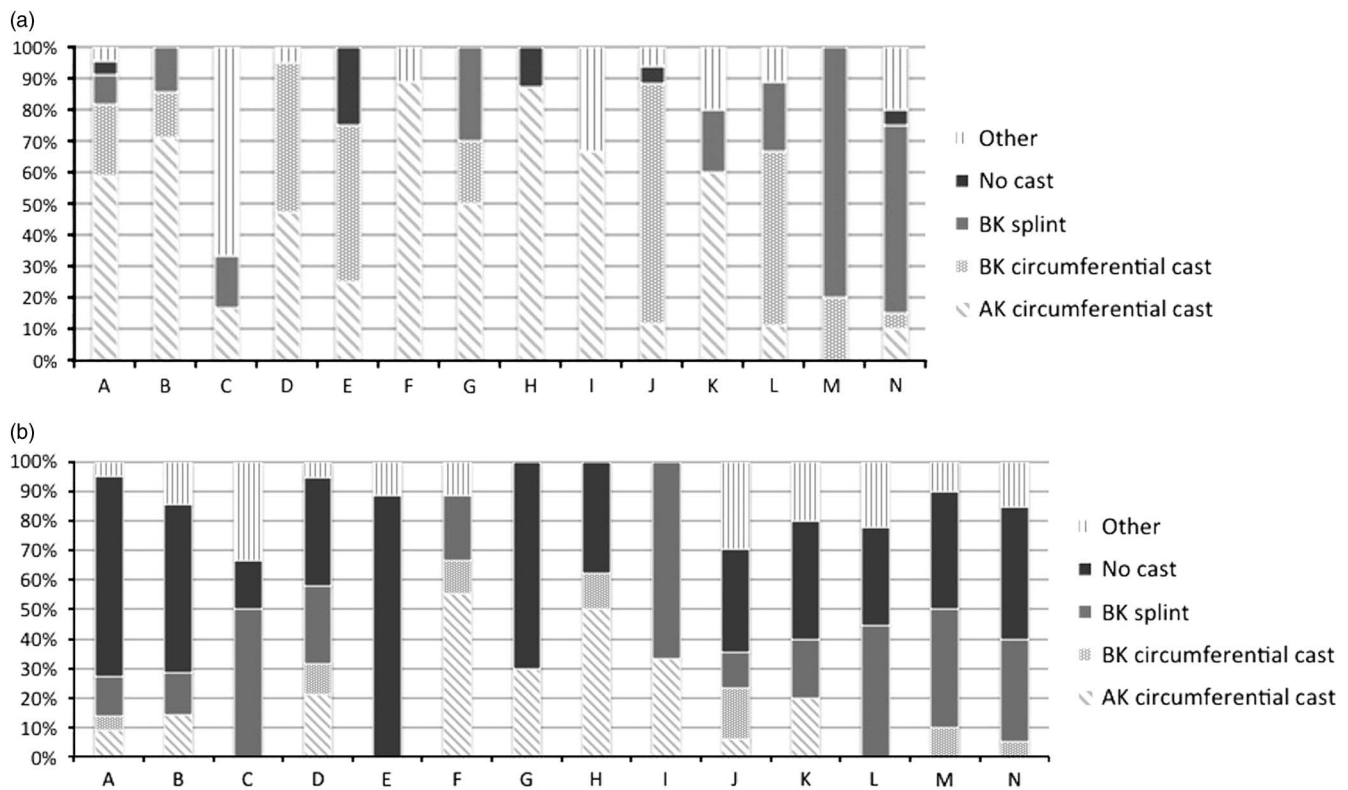 (a)
100%
90%
80%
70%
60%
50%
40%
30%
20%
10%
0%
A B C D E F G H I J K L M N
Other
No cast
BK splint
BK circumferential cast
AK circumferential cast
(b)
100%
90%
80%
70%
60%
50%
40%
30%
20%
10%
0%
A B C D E F G H I J K L M N
Other
No cast
BK splint
BK circumferential cast
AK circumferential cast